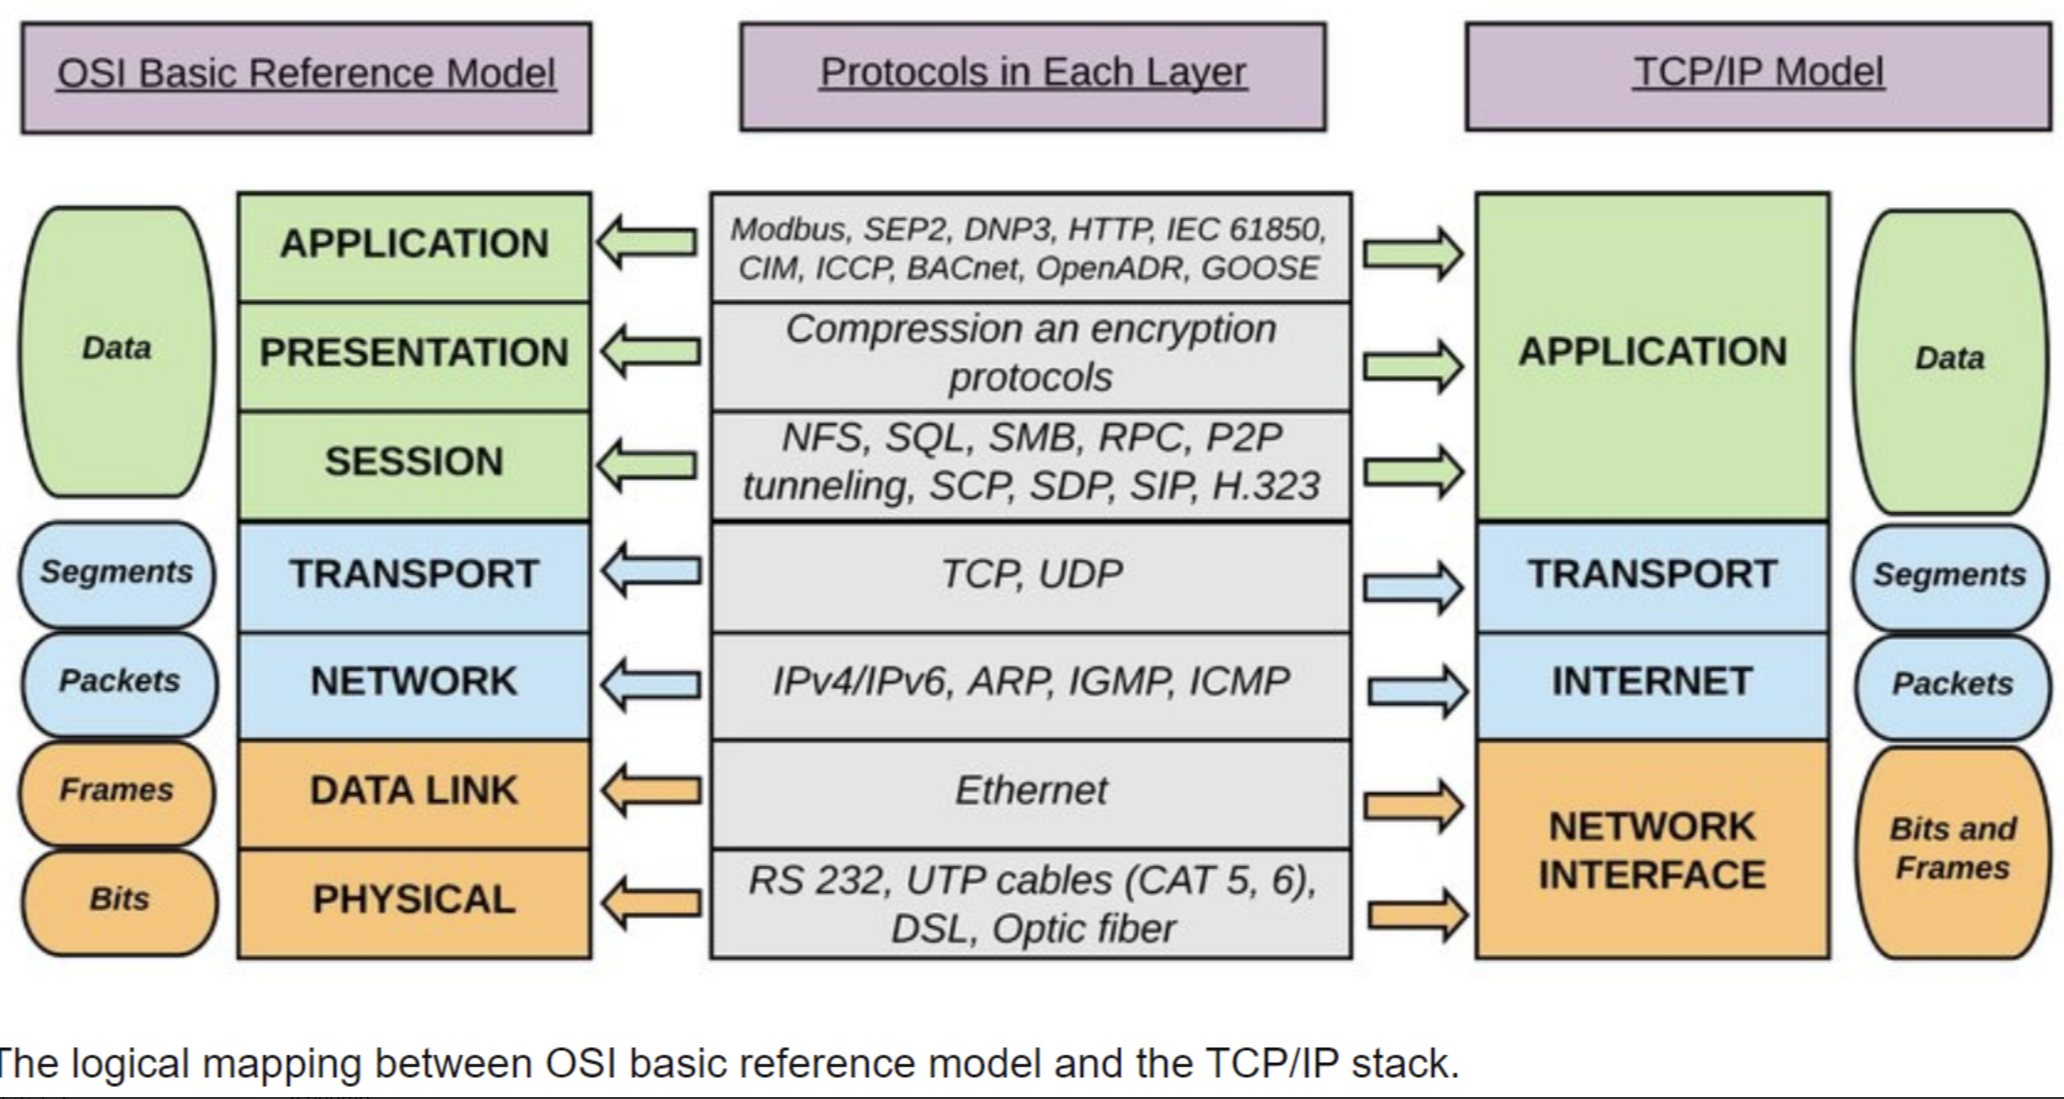 OSI Basic Reference Model
Protocols in Each Layer
TCP/IP Model
Data
APPLICATION
PRESENTATION
SESSION
Segments
TRANSPORT
Packets
NETWORK
Frames
DATA LINK
Bits
PHYSICAL
Modbus, SEP2, DNP3, HTTP, IEC 61850,
CIM, ICCP, BACnet, OpenADR, GOOSE
Compression an encryption
protocols
NFS, SQL, SMB, RPC, P2P
tunneling, SCP, SDP, SIP, H.323
TCP, UDP
IPv4/IPv6, ARP, IGMP, ICMP
Ethernet
RS 232, UTP cables (CAT 5, 6),
DSL, Optic fiber
APPLICATION
Data
TRANSPORT
Segments
INTERNET
Packets
NETWORK
INTERFACE
Bits and
Frames
The logical mapping between OSI basic reference model and the TCP/IP stack.